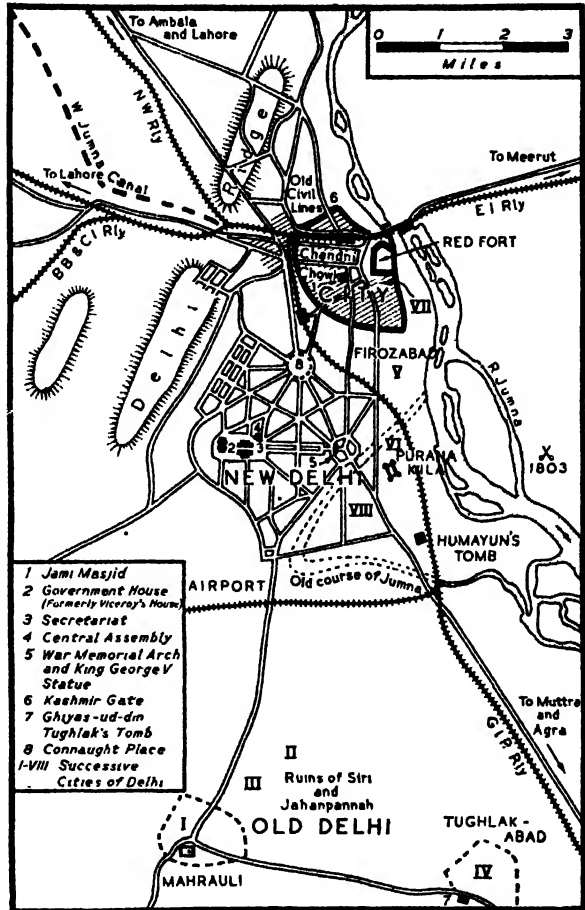 To Ambala
and Lahore
0 1 2 3
Miles
N W Rly
W Jumna Canal
Ridge
Old
Civil
Lines
6
To Meerut
To Lahore
E I Rly
BB & CI Rly
RED FORT
Chandni
Chowk
1
CITY
VII
Delhi
FIROZABAD
V
R Jumna
8
4
2 3
5
VI
PURANA
KILA
1803
NEW DELHI
VIII
HUMAYUN'S
TOMB
AIRPORT
Old course of Jumna
1 Jami Masjid
2 Government House
(Formerly Viceroy's House)
3 Secretariat
4 Central Assembly
5 War Memorial Arch
and King George V
Statue
6 Kashmir Gate
7 Ghiyas-ud-din
Tughlak's Tomb
8 Connaught Place
I-VIII Successive
Cities of Delhi
To Muttra
and
Agra
G I P Rly
II
III
Ruins of Siri
and
Jahanpannah
I
OLD DELHI
TUGHLAK-
ABAD
MAHRAULI
IV
7